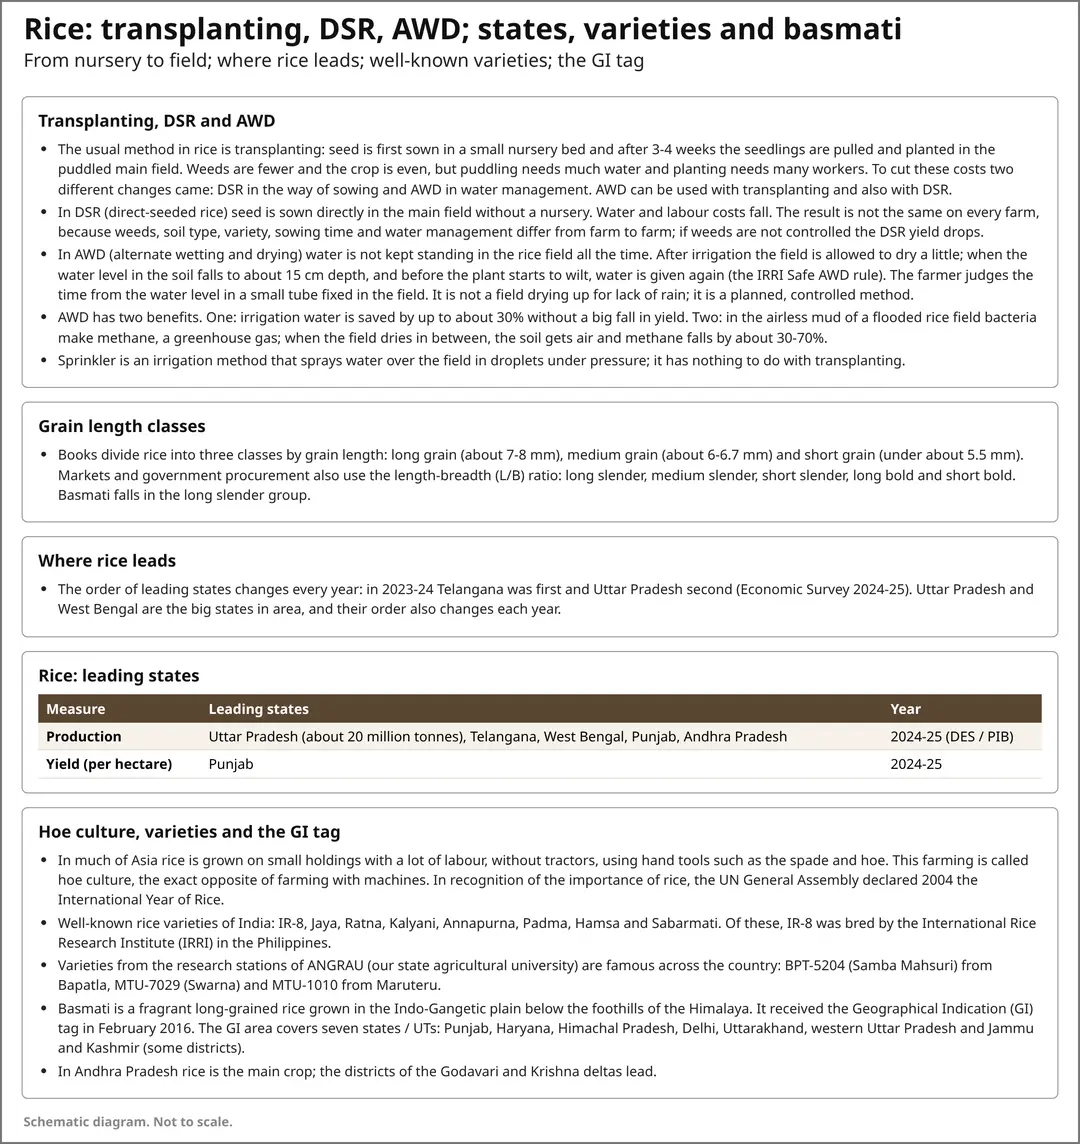 Rice: transplanting, DSR, AWD; states, varieties and basmati
From nursery to field; where rice leads; well-known varieties; the GI tag
Transplanting, DSR and AWD
• The usual method in rice is transplanting: seed is first sown in a small nursery bed and after 3-4 weeks the seedlings are pulled and planted in the
puddled main field. Weeds are fewer and the crop is even, but puddling needs much water and planting needs many workers. To cut these costs two
different changes came: DSR in the way of sowing and AWD in water management. AWD can be used with transplanting and also with DSR.
• In DSR (direct-seeded rice) seed is sown directly in the main field without a nursery. Water and labour costs fall. The result is not the same on every farm,
because weeds, soil type, variety, sowing time and water management differ from farm to farm; if weeds are not controlled the DSR yield drops.
• In AWD (alternate wetting and drying) water is not kept standing in the rice field all the time. After irrigation the field is allowed to dry a little; when the
water level in the soil falls to about 15 cm depth, and before the plant starts to wilt, water is given again (the IRRI Safe AWD rule). The farmer judges the
time from the water level in a small tube fixed in the field. It is not a field drying up for lack of rain; it is a planned, controlled method.
• AWD has two benefits. One: irrigation water is saved by up to about 30% without a big fall in yield. Two: in the airless mud of a flooded rice field bacteria
make methane, a greenhouse gas; when the field dries in between, the soil gets air and methane falls by about 30-70%.
• Sprinkler is an irrigation method that sprays water over the field in droplets under pressure; it has nothing to do with transplanting.
Grain length classes
• Books divide rice into three classes by grain length: long grain (about 7-8 mm), medium grain (about 6-6.7 mm) and short grain (under about 5.5 mm).
Markets and government procurement also use the length-breadth (L/B) ratio: long slender, medium slender, short slender, long bold and short bold.
Basmati falls in the long slender group.
Where rice leads
• The order of leading states changes every year: in 2023-24 Telangana was first and Uttar Pradesh second (Economic Survey 2024-25). Uttar Pradesh and
West Bengal are the big states in area, and their order also changes each year.
Rice: leading states
Measure Leading states Year
Production Uttar Pradesh (about 20 million tonnes), Telangana, West Bengal, Punjab, Andhra Pradesh 2024-25 (DES / PIB)
Yield (per hectare) Punjab 2024-25
Hoe culture, varieties and the GI tag
• In much of Asia rice is grown on small holdings with a lot of labour, without tractors, using hand tools such as the spade and hoe. This farming is called
hoe culture, the exact opposite of farming with machines. In recognition of the importance of rice, the UN General Assembly declared 2004 the
International Year of Rice.
• Well-known rice varieties of India: IR-8, Jaya, Ratna, Kalyani, Annapurna, Padma, Hamsa and Sabarmati. Of these, IR-8 was bred by the International Rice
Research Institute (IRRI) in the Philippines.
• Varieties from the research stations of ANGRAU (our state agricultural university) are famous across the country: BPT-5204 (Samba Mahsuri) from
Bapatla, MTU-7029 (Swarna) and MTU-1010 from Maruteru.
• Basmati is a fragrant long-grained rice grown in the Indo-Gangetic plain below the foothills of the Himalaya. It received the Geographical Indication (GI)
tag in February 2016. The GI area covers seven states / UTs: Punjab, Haryana, Himachal Pradesh, Delhi, Uttarakhand, western Uttar Pradesh and Jammu
and Kashmir (some districts).
• In Andhra Pradesh rice is the main crop; the districts of the Godavari and Krishna deltas lead.
Schematic diagram. Not to scale.